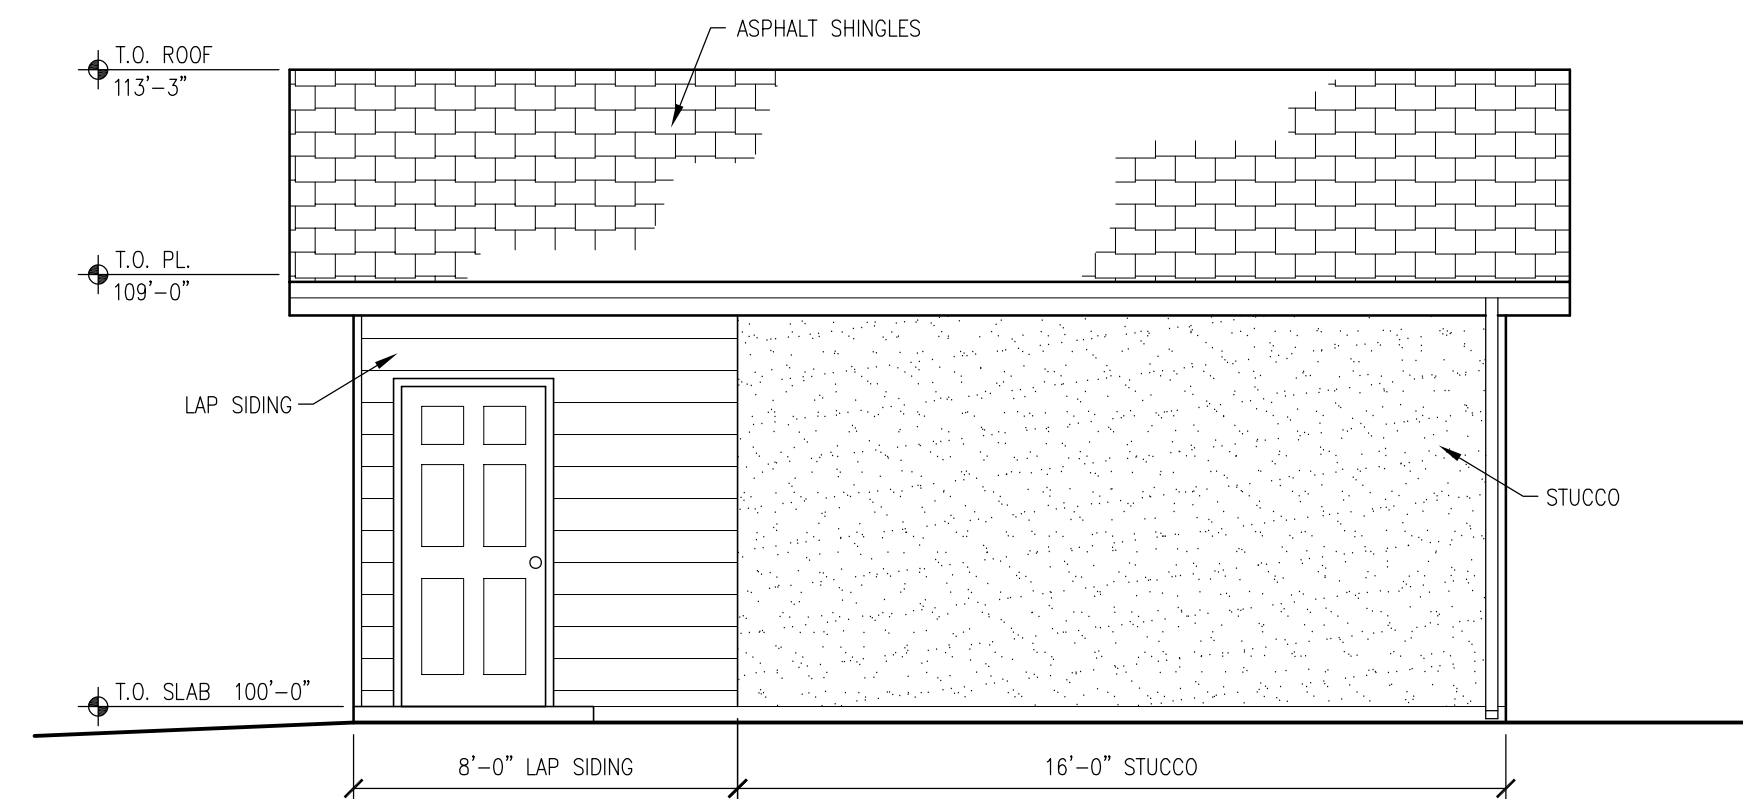 ASPHALT SHINGLES
T.O. ROOF
113'-3"
T.O. PL.
109'-0"
LAP SIDING
STUCCO
T.O. SLAB 100'-0"
8'-0" LAP SIDING
16'-0" STUCCO